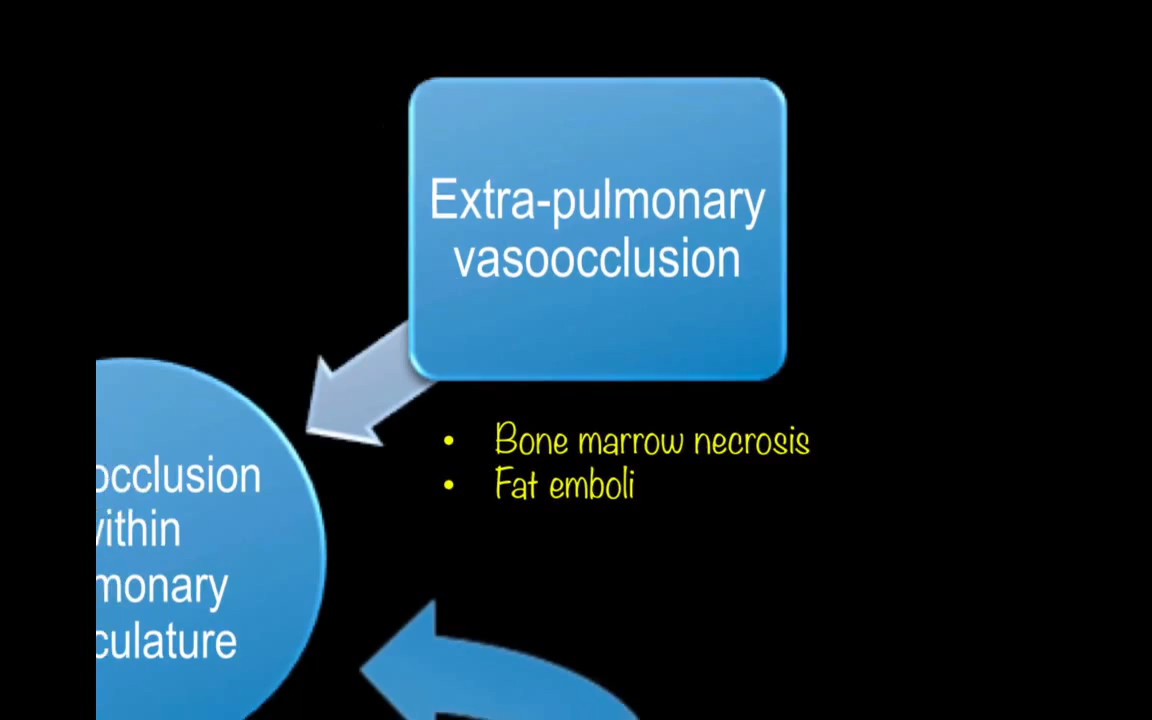 Extra-pulmonary
vasoocclusion
• Bone marrow necrosis
• Fat emboli
occlusion
within
monary
culature